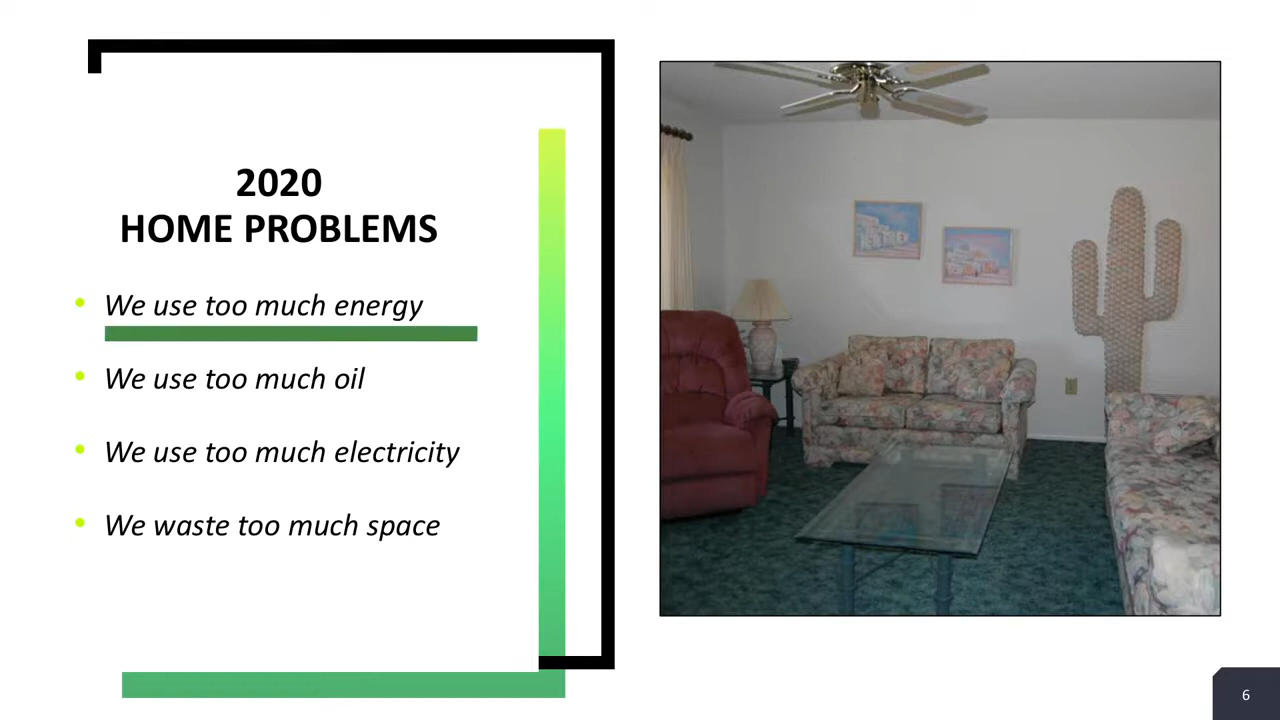 2020
HOME PROBLEMS
• We use too much energy
• We use too much oil
• We use too much electricity
• We waste too much space
6